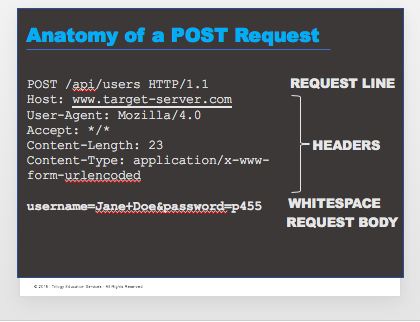 Anatomy of a POST Request
POST /api/users HTTP/1.1
REQUEST LINE
Host: www.target-server.com
User-Agent: Mozilla/4.0
Accept: */*
Content-Length: 23
HEADERS
Content-Type: application/x-www-
form-urlencoded
WHITESPACE
username=Jane+Doe&password=p455
REQUEST BODY
© 2018 | Trilogy Education Services - All Rights Reserved